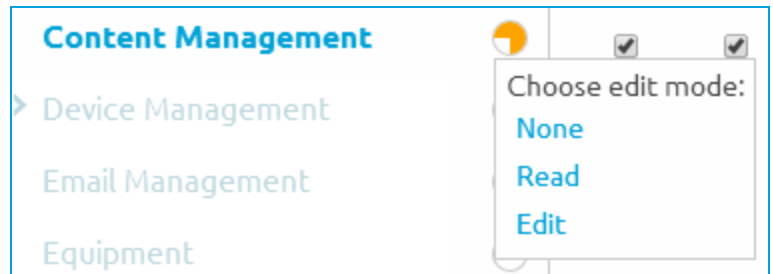 Content Management
Choose edit mode:
Device Management
None
Email Management
Read
Edit
Equipment